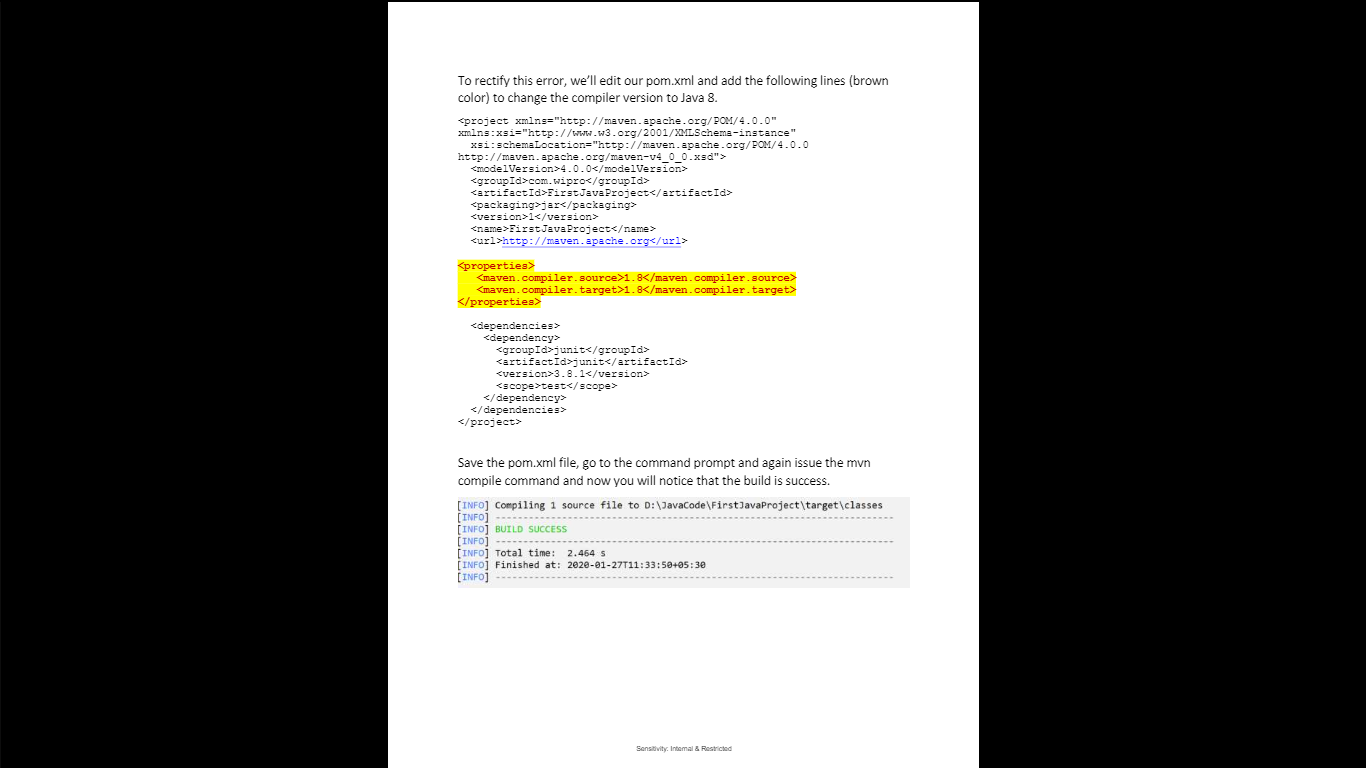 To rectify this error, we’ll edit our pom.xml and add the following lines (brown
color) to change the compiler version to Java 8.
<project xmlns="http://maven.apache.org/POM/4.0.0"
xmlns:xsi="http://www.w3.org/2001/XMLSchema-instance"
  xsi:schemaLocation="http://maven.apache.org/POM/4.0.0
http://maven.apache.org/maven-v4_0_0.xsd">
  <modelVersion>4.0.0</modelVersion>
  <groupId>com.wipro</groupId>
  <artifactId>FirstJavaProject</artifactId>
  <packaging>jar</packaging>
  <version>1</version>
  <name>FirstJavaProject</name>
  <url>http://maven.apache.org</url>
<properties>
   <maven.compiler.source>1.8</maven.compiler.source>
   <maven.compiler.target>1.8</maven.compiler.target>
</properties>
  <dependencies>
    <dependency>
      <groupId>junit</groupId>
      <artifactId>junit</artifactId>
      <version>3.8.1</version>
      <scope>test</scope>
    </dependency>
  </dependencies>
</project>
Save the pom.xml file, go to the command prompt and again issue the mvn
compile command and now you will notice that the build is success.
[INFO] Compiling 1 source file to D:\JavaCode\FirstJavaProject\target\classes
[INFO] ------------------------------------------------------------------------
[INFO] BUILD SUCCESS
[INFO] ------------------------------------------------------------------------
[INFO] Total time:  2.464 s
[INFO] Finished at: 2020-01-27T11:33:50+05:30
[INFO] ------------------------------------------------------------------------
Sensitivity: Internal & Restricted